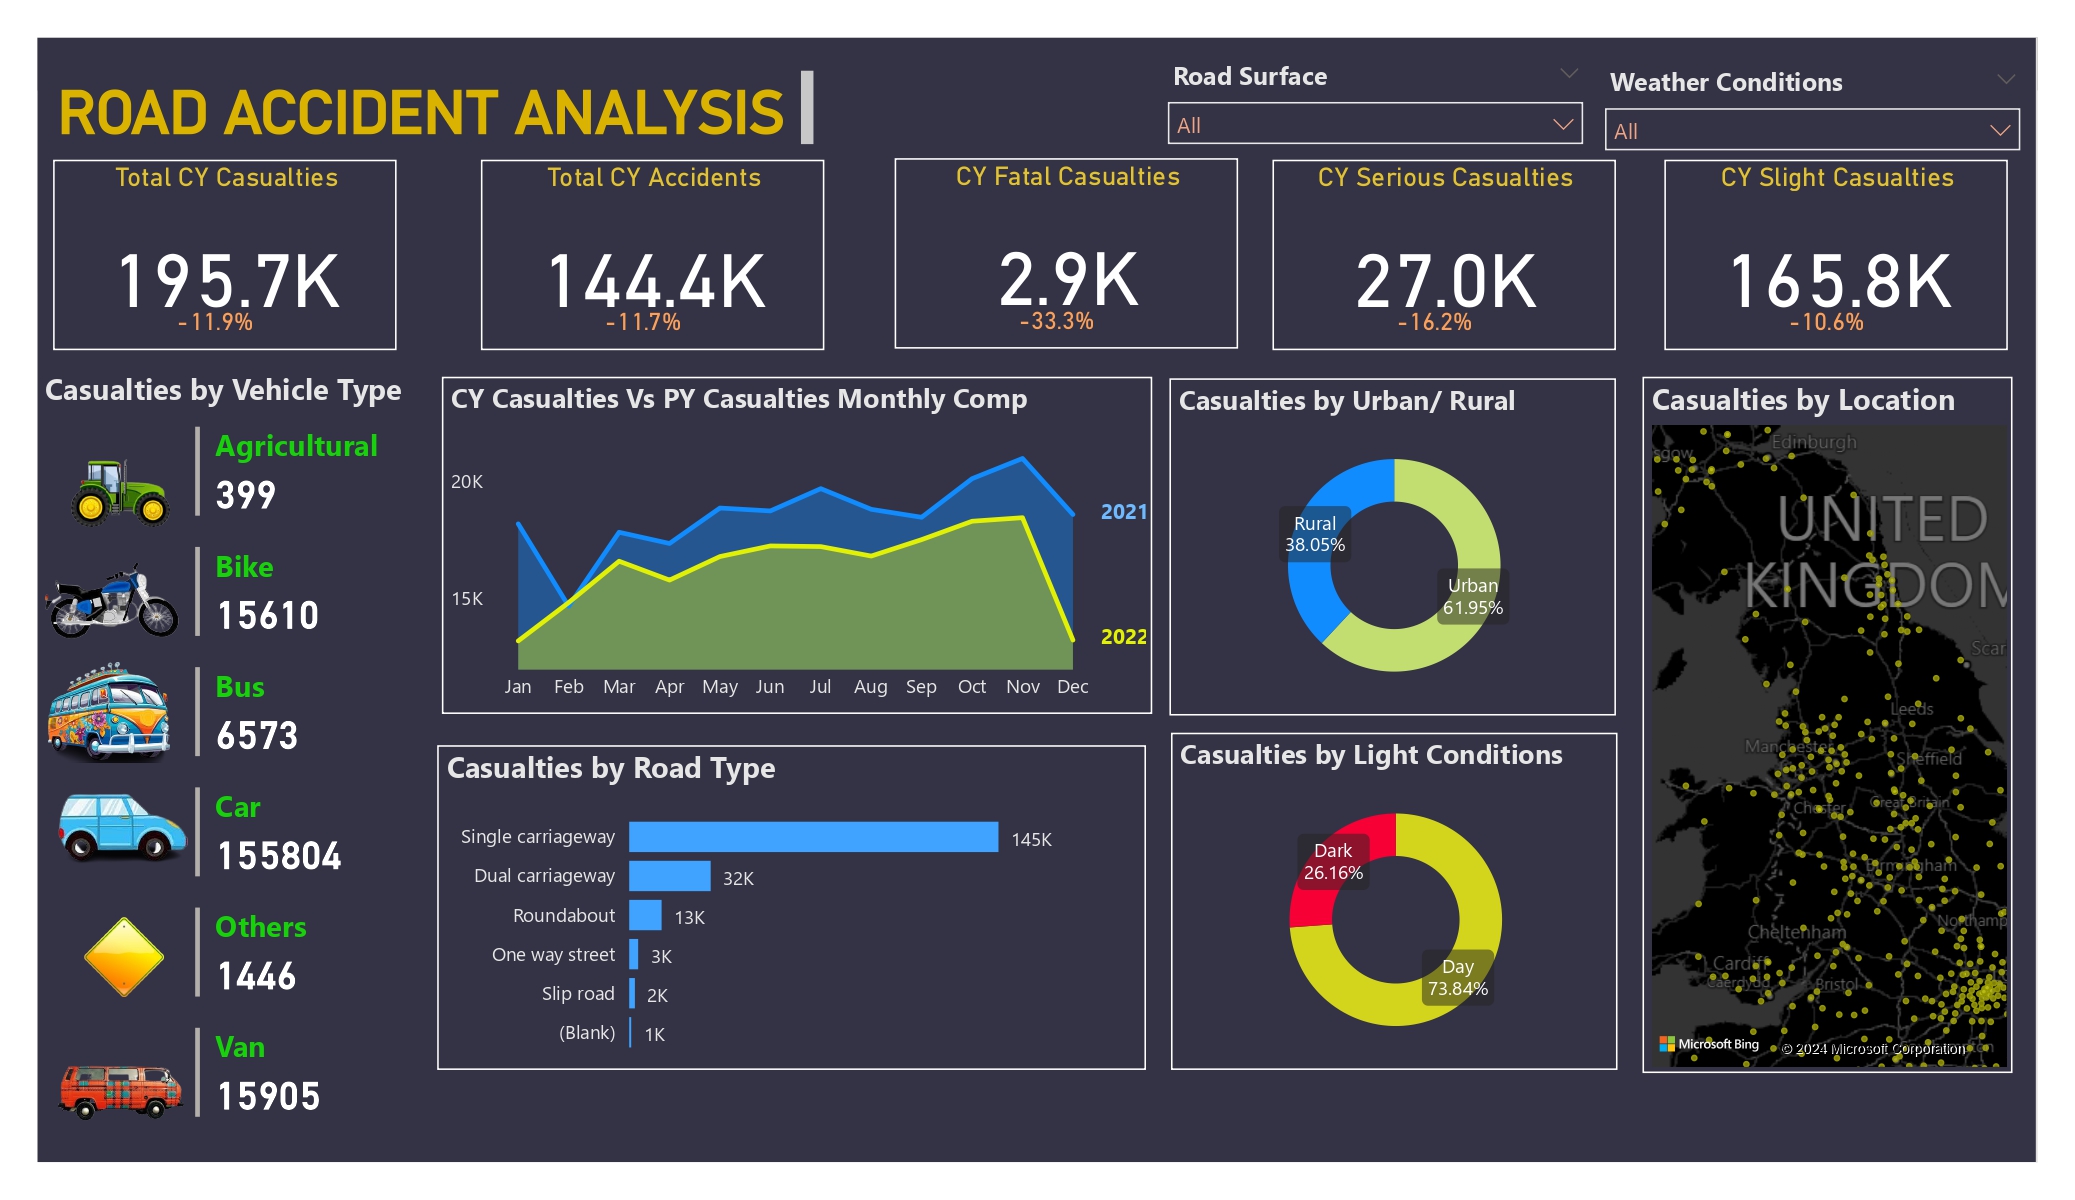 ROAD ACCIDENT ANALYSIS
Road Surface
All
Weather Conditions
All
Total CY Casualties
195.7K
-11.9%
Total CY Accidents
144.4K
-11.7%
CY Fatal Casualties
2.9K
-33.3%
CY Serious Casualties
27.0K
-16.2%
CY Slight Casualties
165.8K
-10.6%
Casualties by Vehicle Type
Agricultural
399
Bike
15610
Bus
6573
Car
155804
Others
1446
Van
15905
CY Casualties Vs PY Casualties Monthly Comp
20K
15K
2021
2022
Jan Feb Mar Apr May Jun Jul Aug Sep Oct Nov Dec
Casualties by Road Type
Single carriageway 145K
Dual carriageway 32K
Roundabout 13K
One way street 3K
Slip road 2K
(Blank) 1K
Casualties by Urban/ Rural
Rural
38.05%
Urban
61.95%
Casualties by Light Conditions
Dark
26.16%
Day
73.84%
Casualties by Location
Edinburgh
sgow
UNITED
KINGDOM
Scar
Leeds
Manchester
Sheffield
Chester
Great Britain
Birmingham
Northamp
Cheltenham
Cardiff
Caerdydd
Bristol
Microsoft Bing
© 2024 Microsoft Corporation